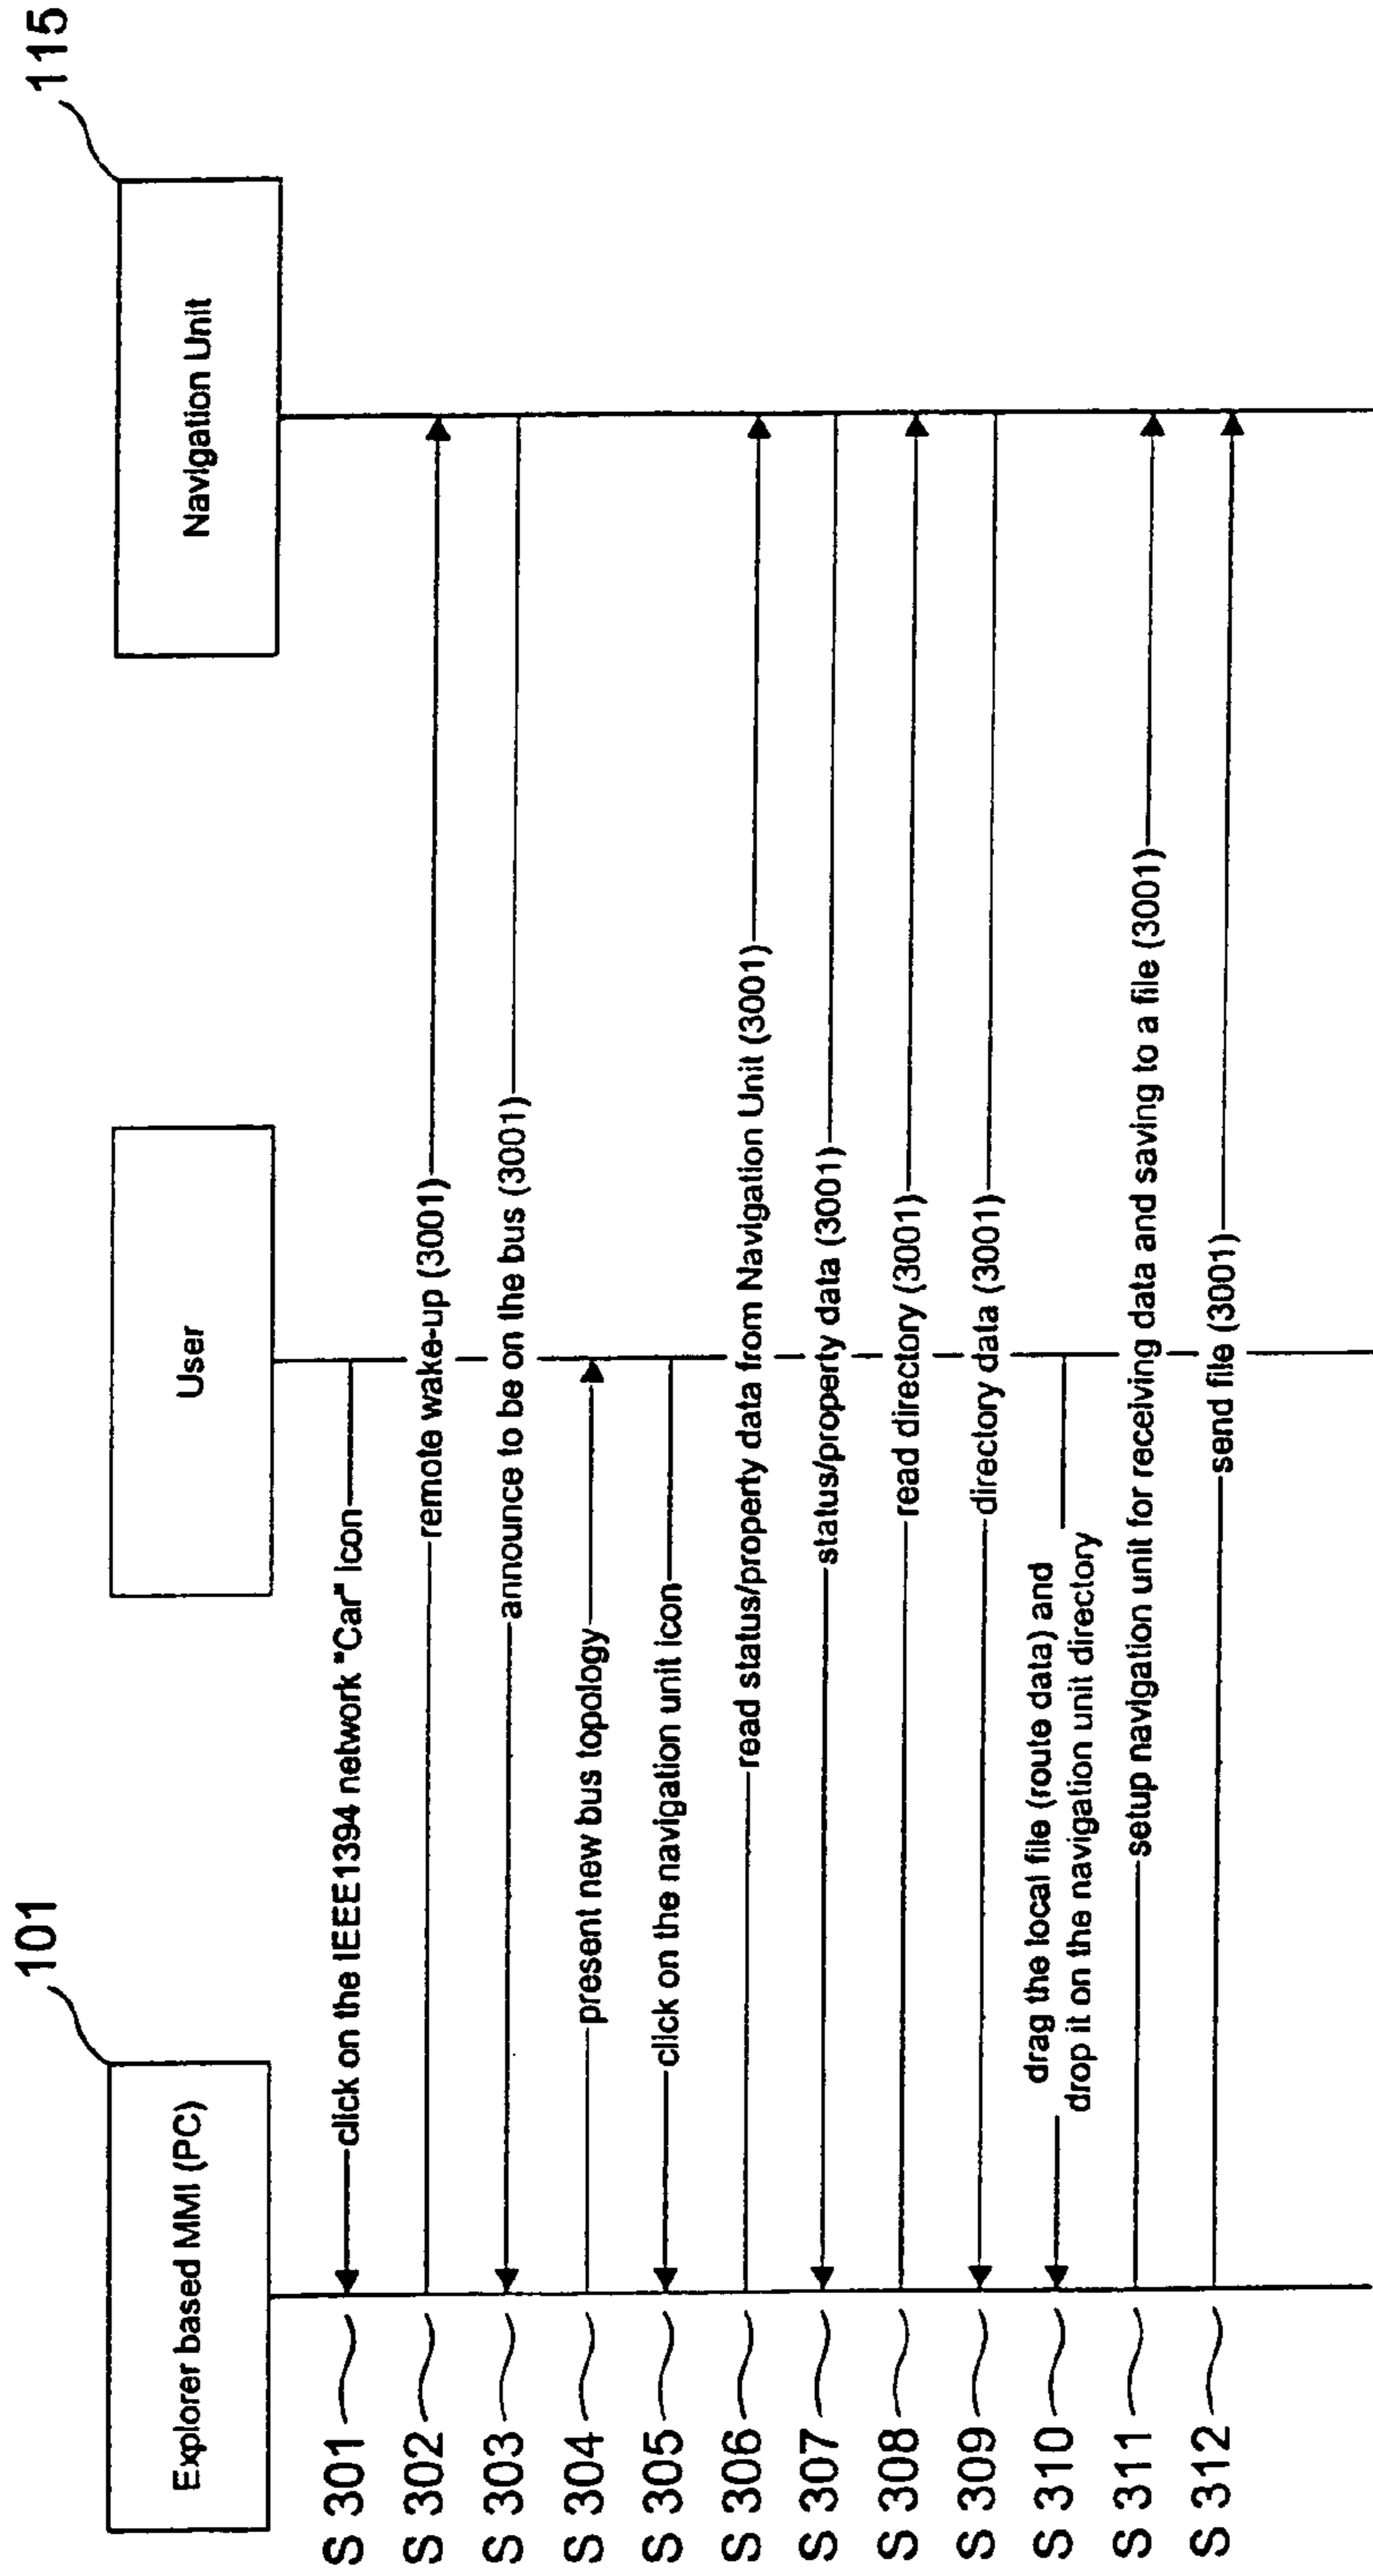 101
115
Explorer based MMI (PC)
User
Navigation Unit
S 301
click on the IEEE1394 network "Car" icon
S 302
remote wake-up (3001)
S 303
announce to be on the bus (3001)
S 304
present new bus topology
S 305
click on the navigation unit icon
S 306
read status/property data from Navigation Unit (3001)
S 307
status/property data (3001)
S 308
read directory (3001)
S 309
directory data (3001)
S 310
drag the local file (route data) and
drop it on the navigation unit directory
S 311
setup navigation unit for receiving data and saving to a file (3001)
S 312
send file (3001)